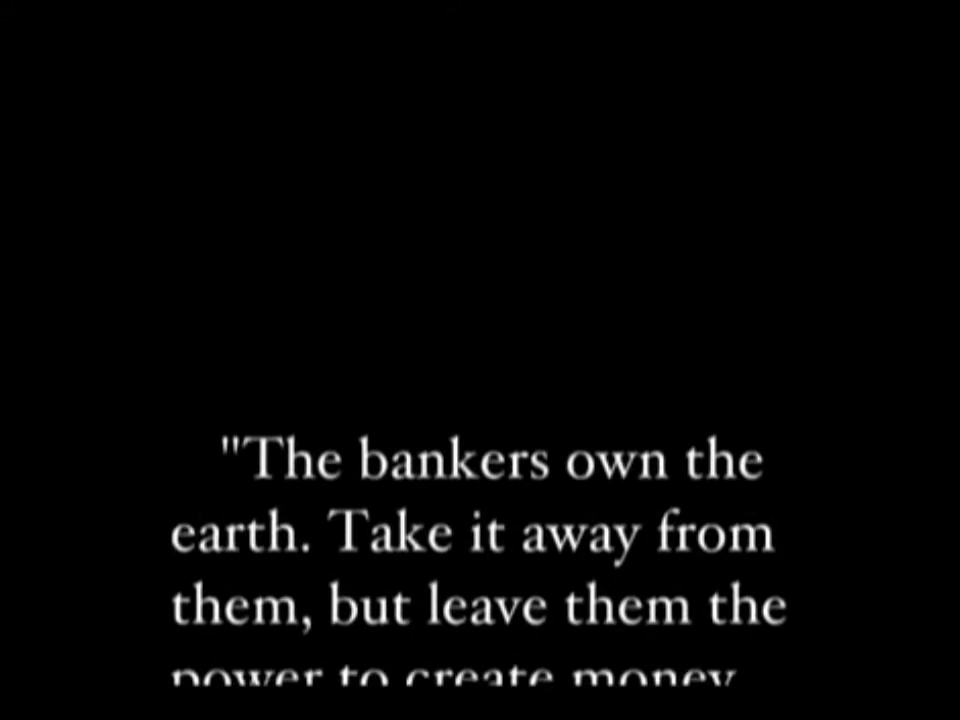 "The bankers own the
earth. Take it away from
them, but leave them the
power to create money